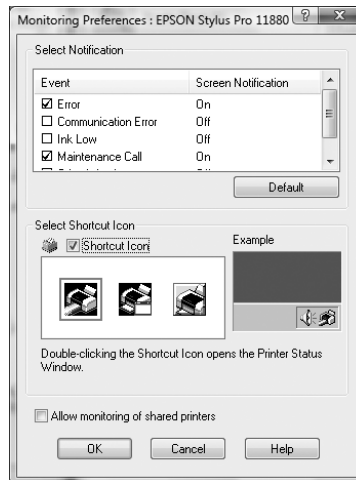 Monitoring Preferences : EPSON Stylus Pro 11880
Select Notification
Event Screen Notification
Error On
Communication Error Off
Ink Low Off
Maintenance Call On
Default
Select Shortcut Icon
Shortcut Icon Example
Double-clicking the Shortcut Icon opens the Printer Status
Window.
Allow monitoring of shared printers
OK Cancel Help